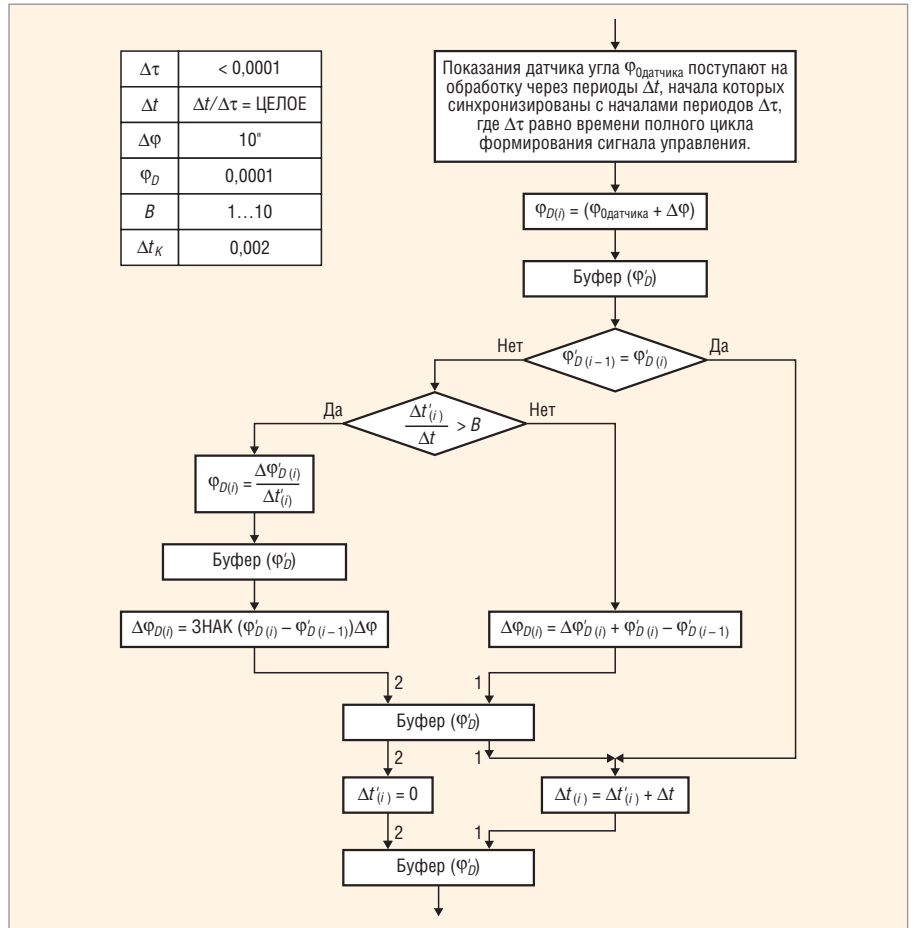 Δτ < 0,0001
Δt Δt/Δτ = ЦЕЛОЕ
Δφ 10"
φD 0,0001
B 1...10
ΔtK 0,002
Показания датчика угла φ0датчика поступают на
обработку через периоды Δt, начала которых
синхронизированы с началами периодов Δτ,
где Δτ равно времени полного цикла
формирования сигнала управления.
φD(i) = (φ0датчика + Δφ)
Буфер (φ′D)
Нет
φ′D (i – 1) = φ′D (i)
Да
Да
Δt′(i)
Δt
> B
Нет
φD(i) =
Δφ′D (i)
Δt′(i)
Буфер (φ′D)
ΔφD(i) = ЗНАК (φ′D (i) – φ′D (i – 1))Δφ
ΔφD(i) = Δφ′D (i) + φ′D (i) – φ′D (i – 1)
2
1
Буфер (φ′D)
2
1
Δt′(i) = 0
Δt(i) = Δt′(i) + Δt
2
1
Буфер (φ′D)